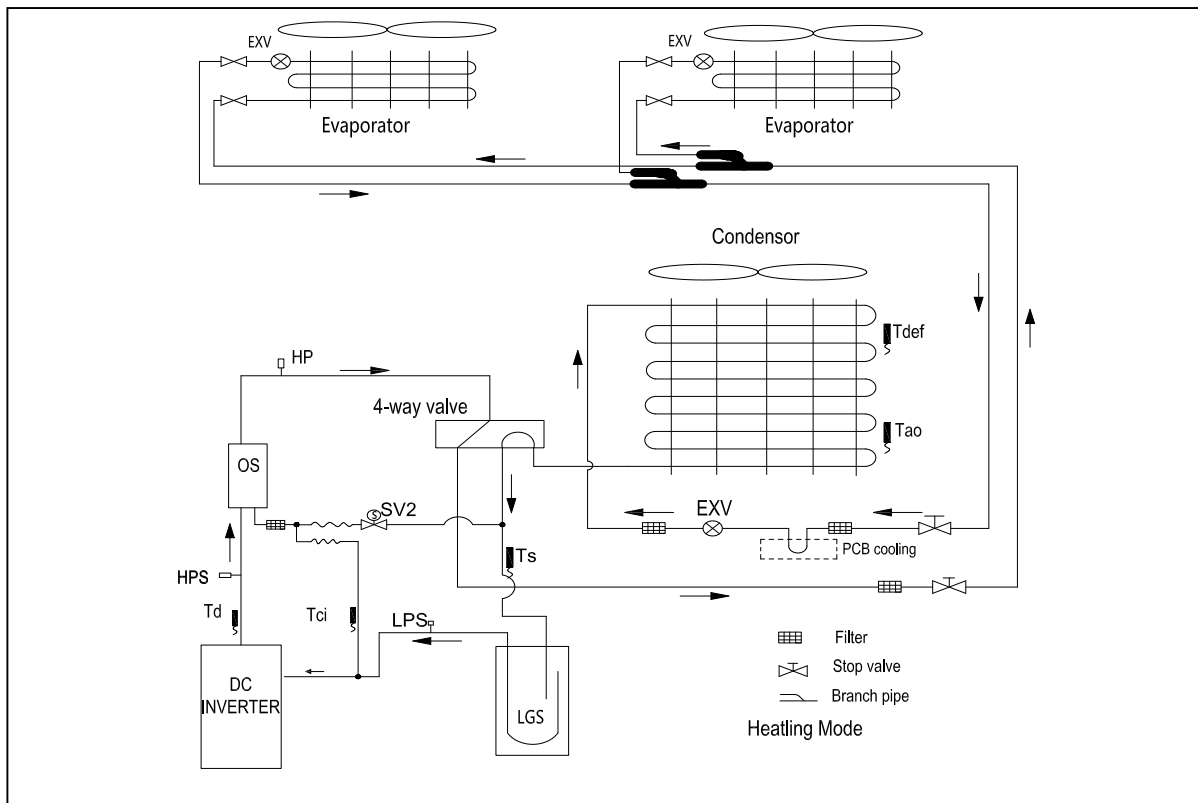 EXV
EXV
Evaporator
Evaporator
Condensor
Tdef
HP
4-way valve
Tao
OS
SV2
EXV
PCB cooling
Ts
HPS
Td
Tci
LPS
Filter
Stop valve
DC
INVERTER
LGS
Branch pipe
Heatling Mode
S